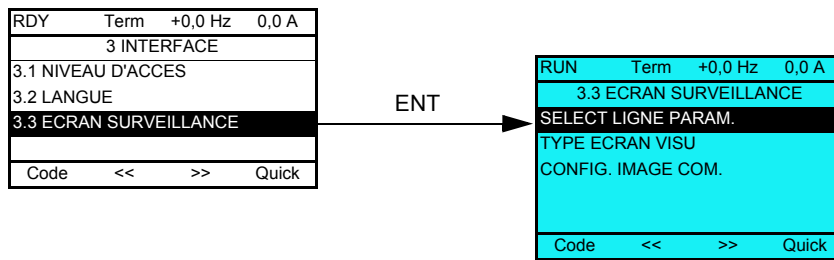 RDY Term +0,0 Hz 0,0 A
3 INTERFACE
3.1 NIVEAU D'ACCES
3.2 LANGUE
3.3 ECRAN SURVEILLANCE
Code << >> Quick
ENT
RUN Term +0,0 Hz 0,0 A
3.3 ECRAN SURVEILLANCE
SELECT LIGNE PARAM.
TYPE ECRAN VISU
CONFIG. IMAGE COM.
Code << >> Quick